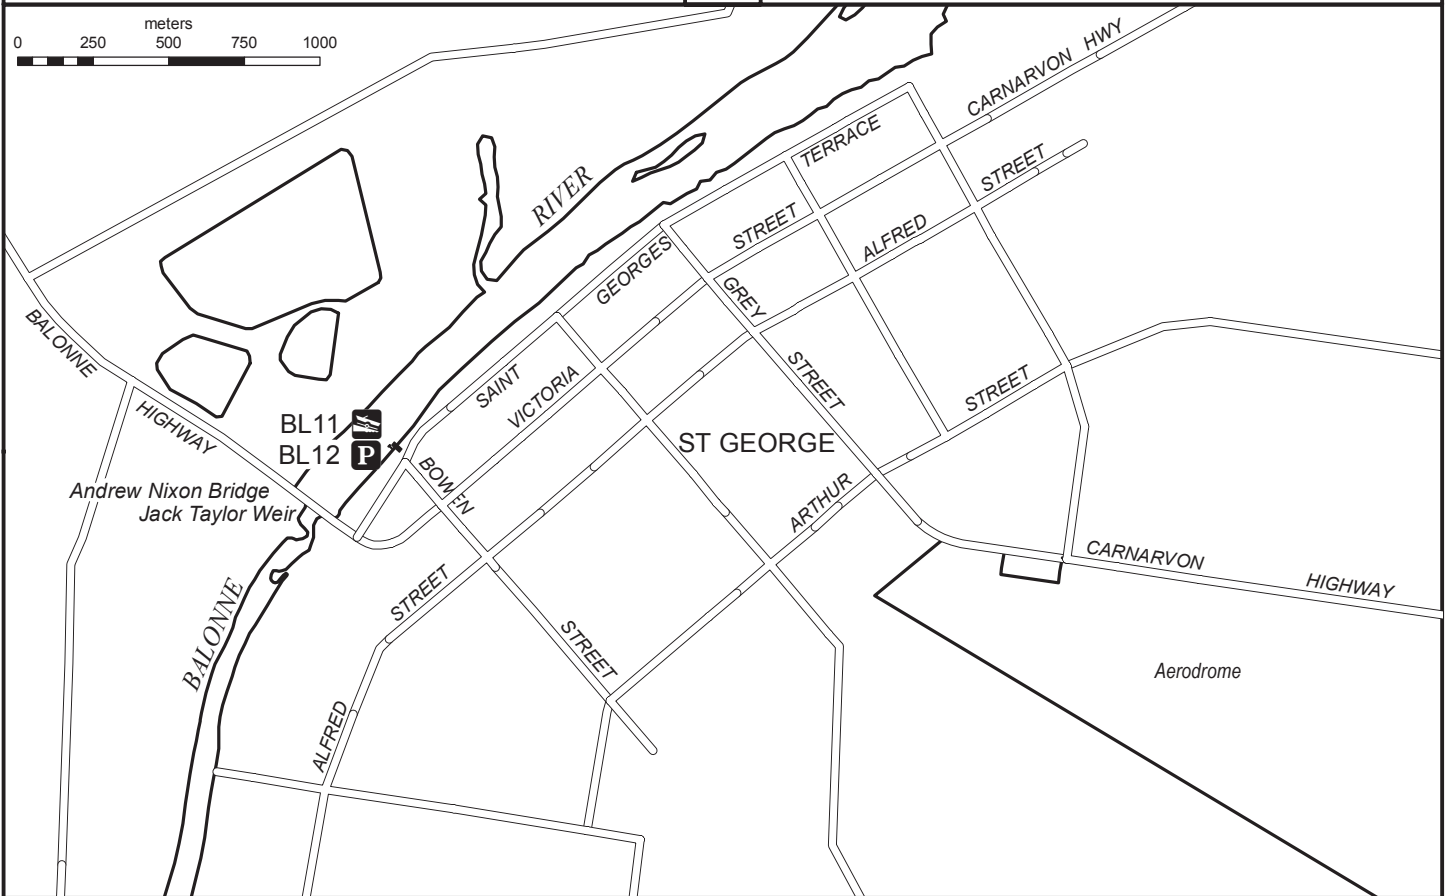 meters
0 250 500 750 1000
CARNARVON HWY
TERRACE
STREET
RIVER
STREET
ALFRED
GEORGES
GREY
BALONNE
SAINT
VICTORIA
STREET
STREET
HIGHWAY
BL11
ST GEORGE
BL12
P
BOWEN
ARTHUR
Andrew Nixon Bridge
Jack Taylor Weir
CARNARVON
HIGHWAY
BALONNE
STREET
STREET
Aerodrome
ALFRED